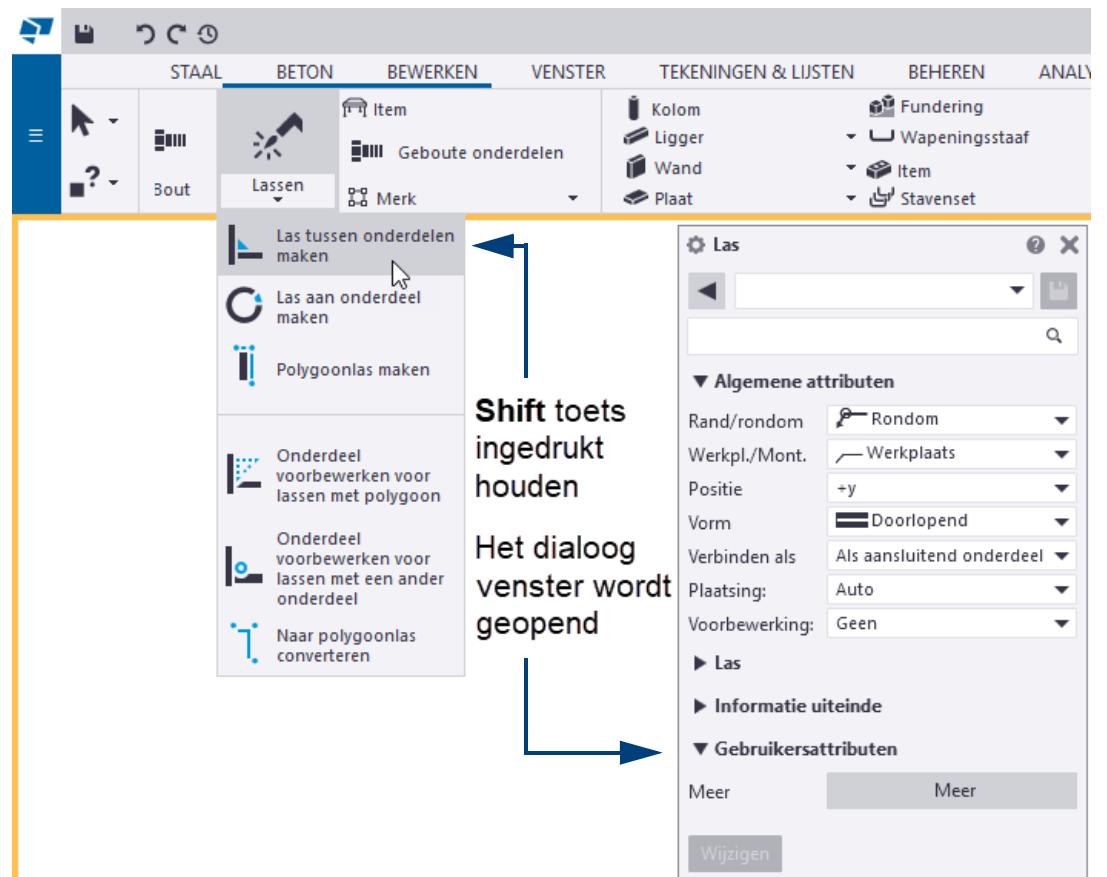 STAAL BETON BEWERKEN VENSTER TEKENINGEN & LIJSTEN BEHEREN ANALY
Bout
Lassen
Item
Geboute onderdelen
Merk
Kolom
Ligger
Wand
Plaat
Fundering
Wapeningsstaaf
Item
Stavenset
Las tussen onderdelen
maken
Las aan onderdeel
maken
Polygoonlas maken
Onderdeel
voorbewerken voor
lassen met polygoon
Onderdeel
voorbewerken voor
lassen met een ander
onderdeel
Naar polygoonlas
converteren
Shift toets
ingedrukt
houden
Het dialoog
venster wordt
geopend
Las
Algemene attributen
Rand/rondom Rondom
Werkpl./Mont. Werkplaats
Positie +y
Vorm Doorlopend
Verbinden als Als aansluitend onderdeel
Plaatsing: Auto
Voorbewerking: Geen
Las
Informatie uiteinde
Gebruikersattributen
Meer Meer
Wijzigen